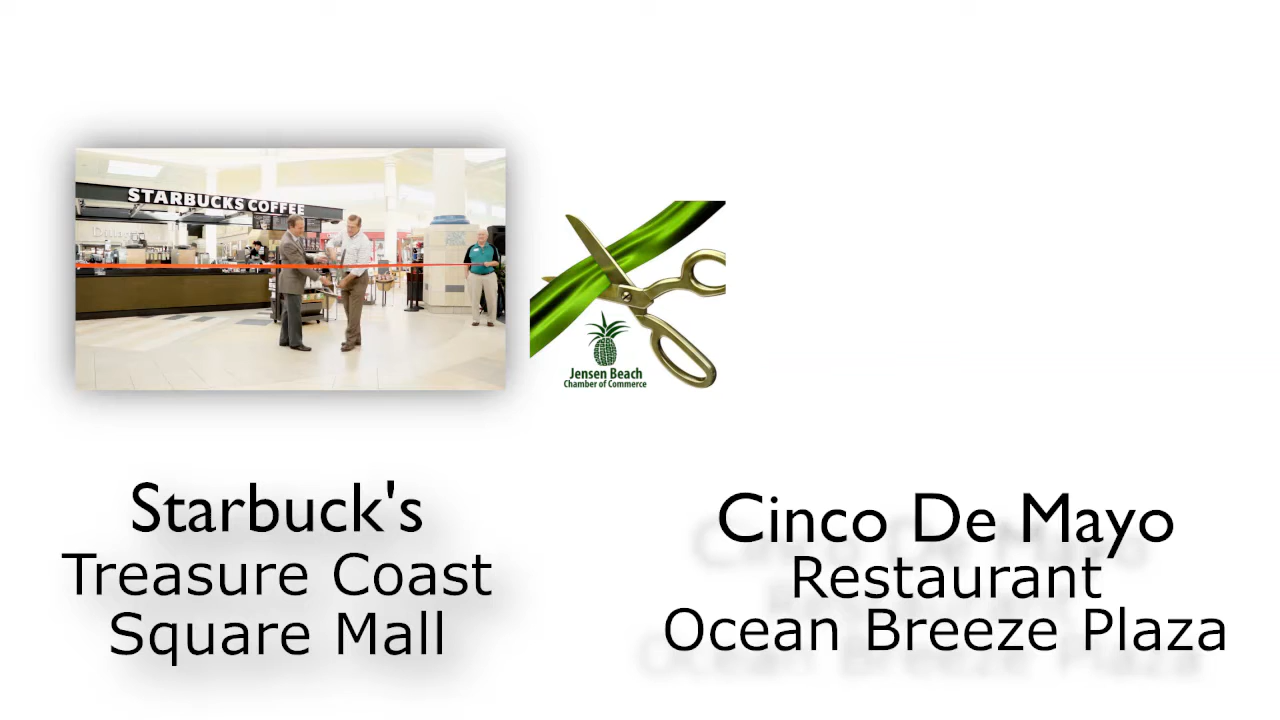 STARBUCKS COFFEE
Jensen Beach
Chamber of Commerce
Starbuck's
Treasure Coast
Square Mall
Cinco De Mayo
Restaurant
Ocean Breeze Plaza